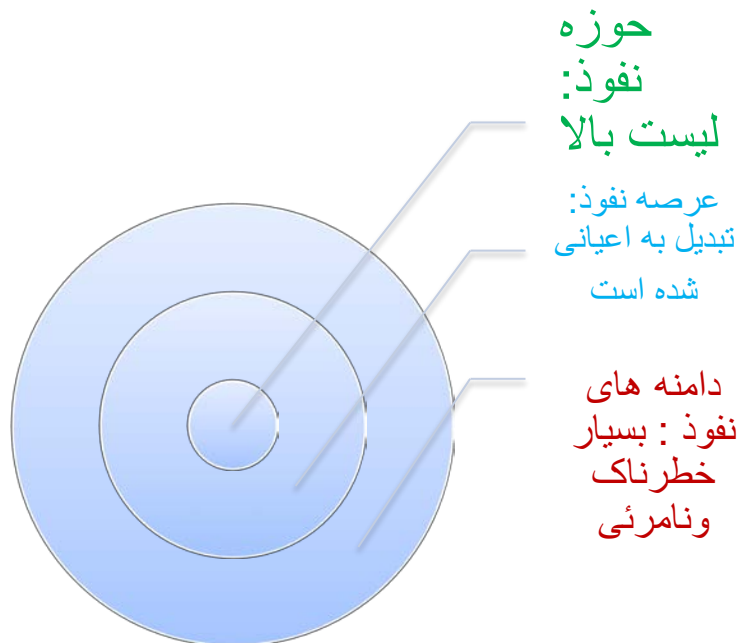 حوزه
نفوذ:
لیست بالا
عرصه نفوذ:
تبدیل به اعیانی
شده است
دامنه های
نفوذ : بسیار
خطرناک
ونامرئی